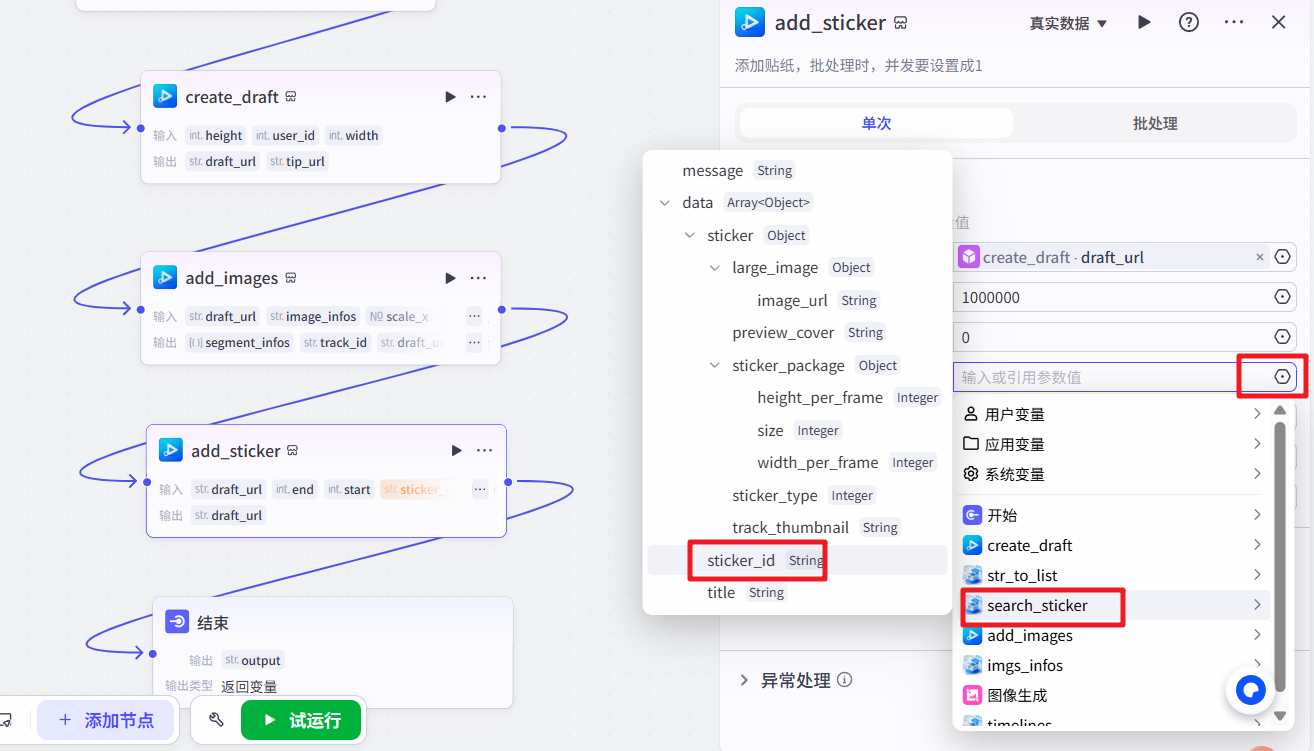 create_draft
输入 int. height int. user_id int. width
输出 str. draft_url str. tip_url
add_images
输入 str. draft_url str. image_infos N0 scale_x ...
输出 [()] segment_infos str. track_id str. draft_u ...
add_sticker
输入 str. draft_url int. end int. start str. sticker_ ...
输出 str. draft_url
结束
输出 str. output
输出类型 返回变量
+ 添加节点
试运行
add_sticker
真实数据
添加贴纸，批处理时，并发要设置成1
单次
批处理
值
create_draft · draft_url ×
1000000
0
输入或引用参数值
message String
data Array<Object>
sticker Object
large_image Object
image_url String
preview_cover String
sticker_package Object
height_per_frame Integer
size Integer
width_per_frame Integer
sticker_type Integer
track_thumbnail String
sticker_id String
title String
用户变量
应用变量
系统变量
开始
create_draft
str_to_list
search_sticker
add_images
imgs_infos
图像生成
timelines
异常处理